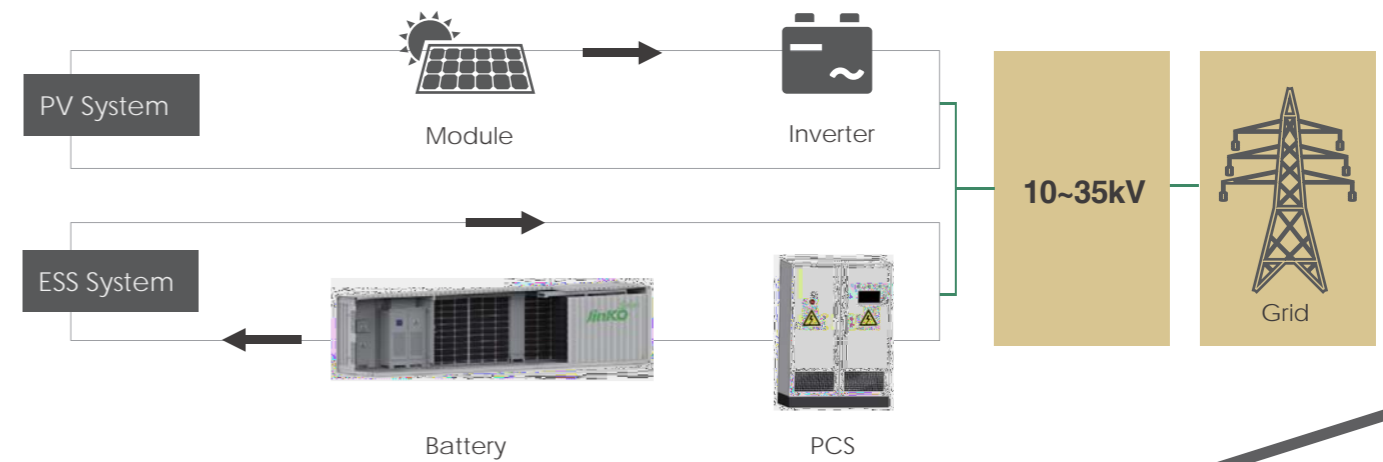 PV System
Module
Inverter
10~35kV
Grid
ESS System
JinKO
Battery
PCS